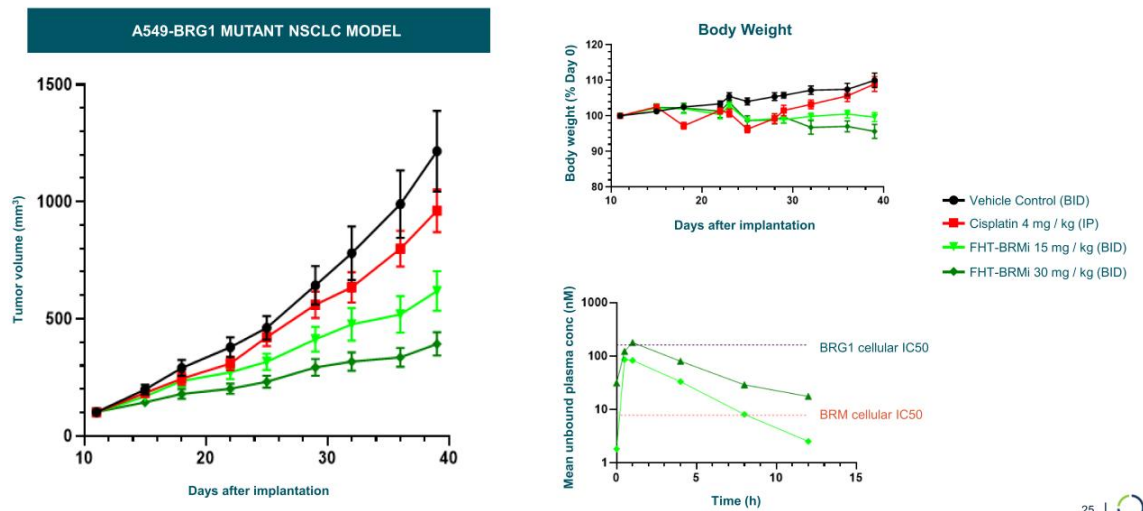 A549-BRG1 MUTANT NSCLC MODEL
1500
1000
500
0
10
20
30
40
Tumor volume (mm³)
Days after implantation
Body Weight
120
110
100
90
80
10
20
30
40
Body weight (% Day 0)
Days after implantation
Vehicle Control (BID)
Cisplatin 4 mg / kg (IP)
FHT-BRMi 15 mg / kg (BID)
FHT-BRMi 30 mg / kg (BID)
1000
100
10
1
0
5
10
15
Mean unbound plasma conc (nM)
BRG1 cellular IC50
BRM cellular IC50
Time (h)
25 |